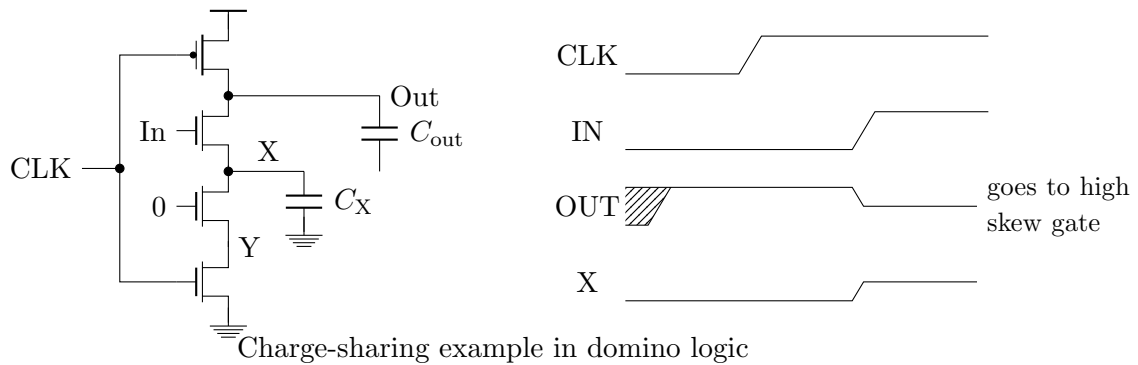 Out
In
C_out
X
CLK
0
C_X
Y
CLK
IN
OUT
goes to high
skew gate
X
Charge-sharing example in domino logic